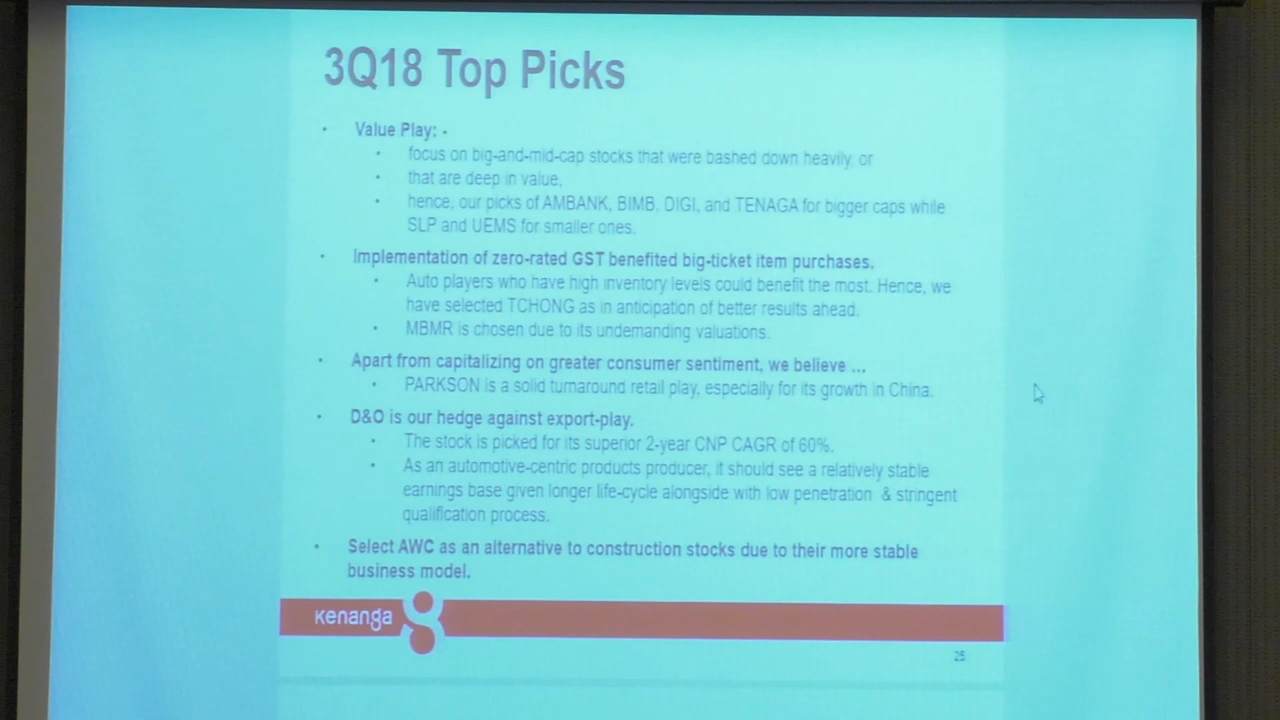 3Q18 Top Picks
• Value Play: -
• focus on big-and-mid-cap stocks that were bashed down heavily, or
• that are deep in value,
• hence, our picks of AMBANK, BIMB, DIGI, and TENAGA for bigger caps while
SLP and UEMS for smaller ones.
• Implementation of zero-rated GST benefited big-ticket item purchases.
• Auto players who have high inventory levels could benefit the most. Hence, we
have selected TCHONG as in anticipation of better results ahead.
• MBMR is chosen due to its undemanding valuations.
• Apart from capitalizing on greater consumer sentiment, we believe ...
• PARKSON is a solid turnaround retail play, especially for its growth in China.
• D&O is our hedge against export-play.
• The stock is picked for its superior 2-year CNP CAGR of 60%.
• As an automotive-centric products producer, it should see a relatively stable
earnings base given longer life-cycle alongside with low penetration & stringent
qualification process.
• Select AWC as an alternative to construction stocks due to their more stable
business model.
kenanga
25